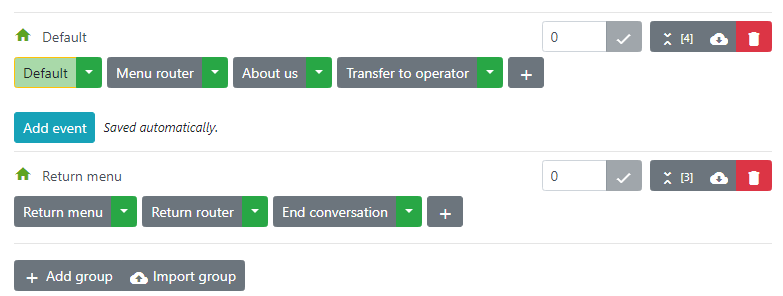 Default 0 [4]
Default Menu router About us Transfer to operator +
Add event Saved automatically.
Return menu 0 [3]
Return menu Return router End conversation +
+ Add group Import group